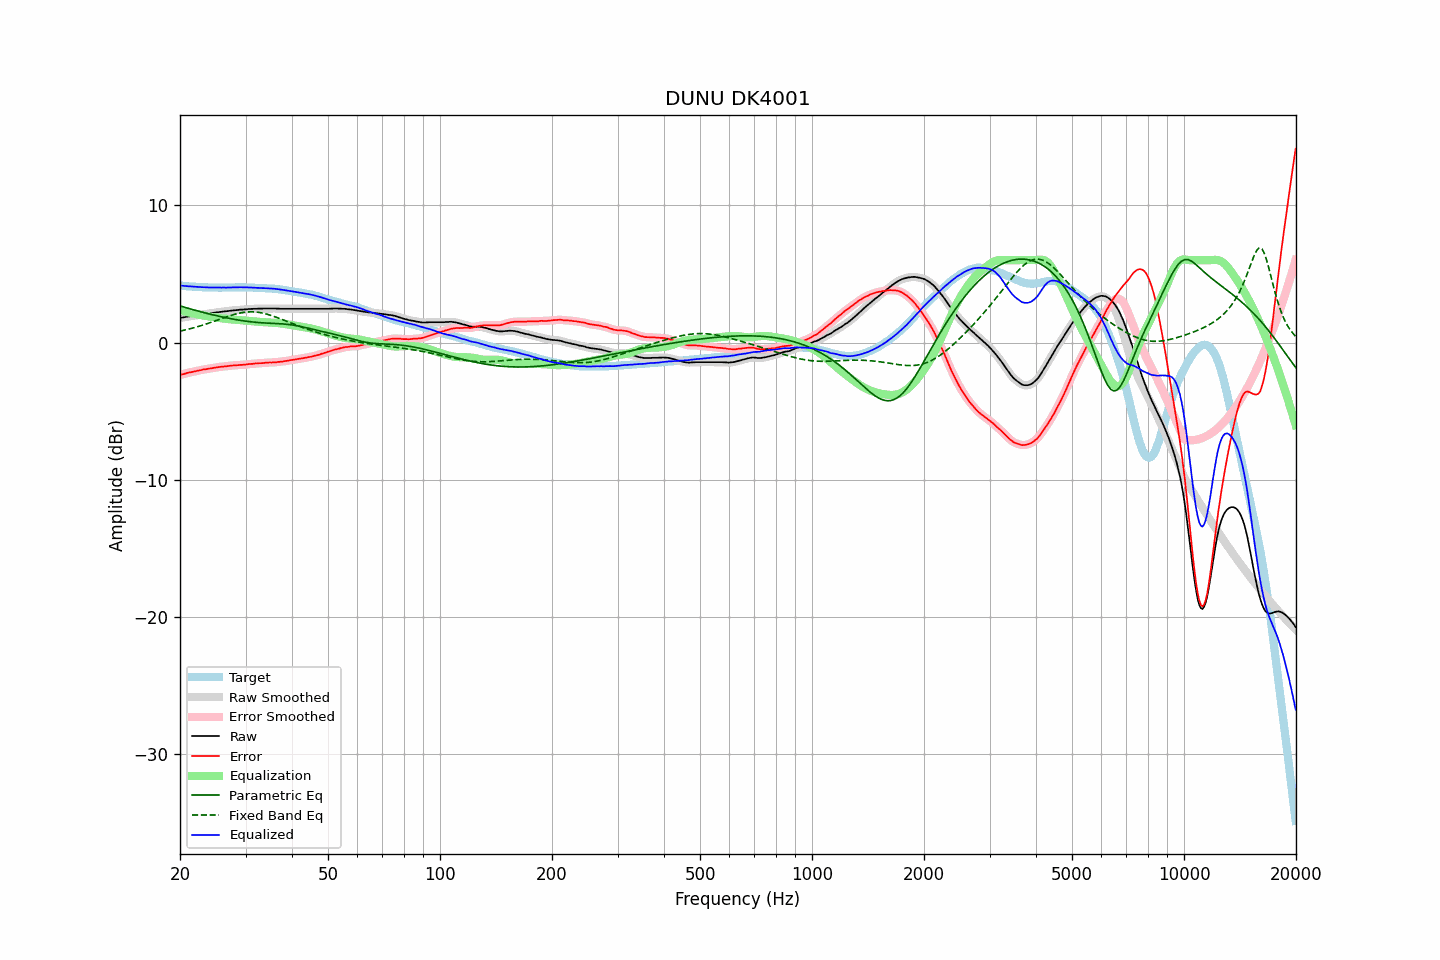 DUNU DK4001
10
0
−10
−20
−30
Amplitude (dBr)
Target
Raw Smoothed
Error Smoothed
Raw
Error
Equalization
Parametric Eq
Fixed Band Eq
Equalized
20 50 100 200 500 1000 2000 5000 10000 20000
Frequency (Hz)